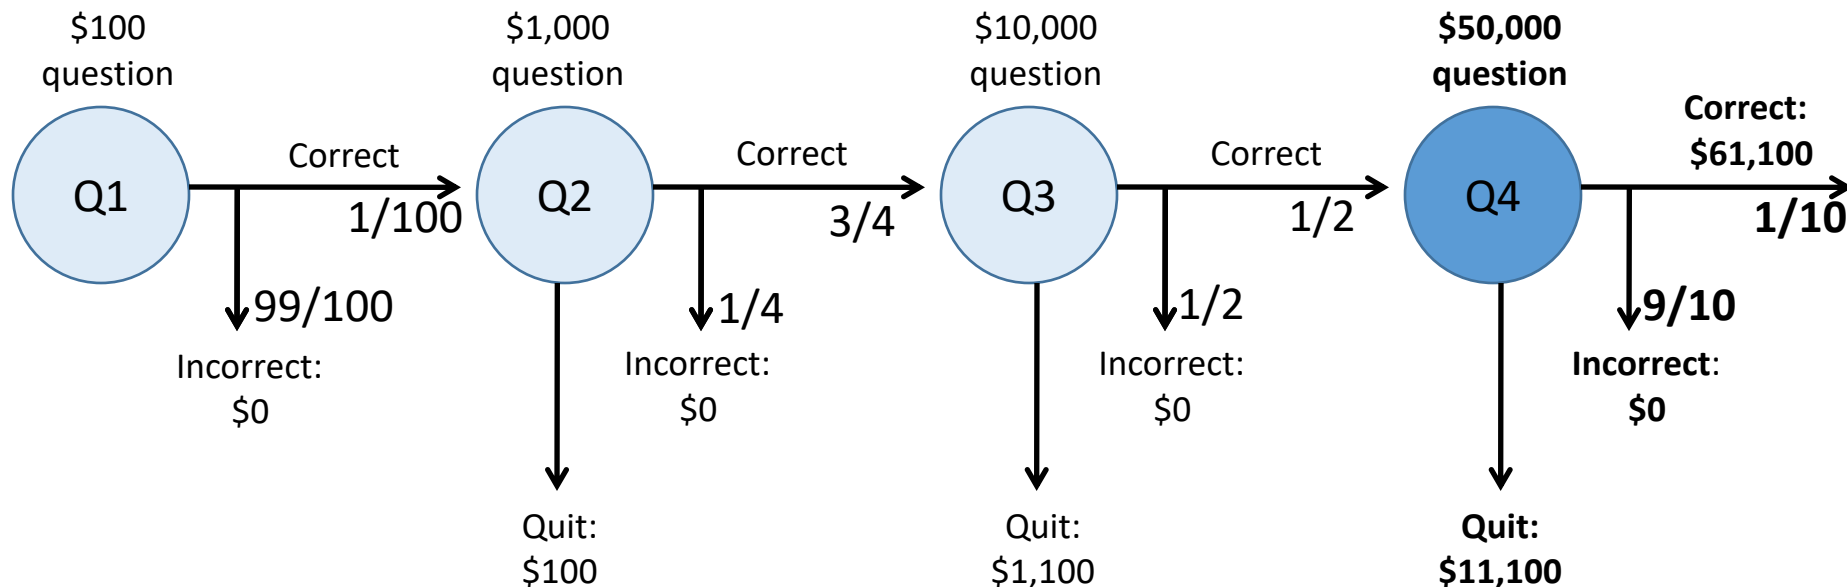 $100
question
Q1
Correct
1/100
99/100
Incorrect:
$0
$1,000
question
Q2
Correct
3/4
1/4
Incorrect:
$0
Quit:
$100
$10,000
question
Q3
Correct
1/2
1/2
Incorrect:
$0
Quit:
$1,100
$50,000
question
Q4
Correct:
$61,100
1/10
9/10
Incorrect:
$0
Quit:
$11,100